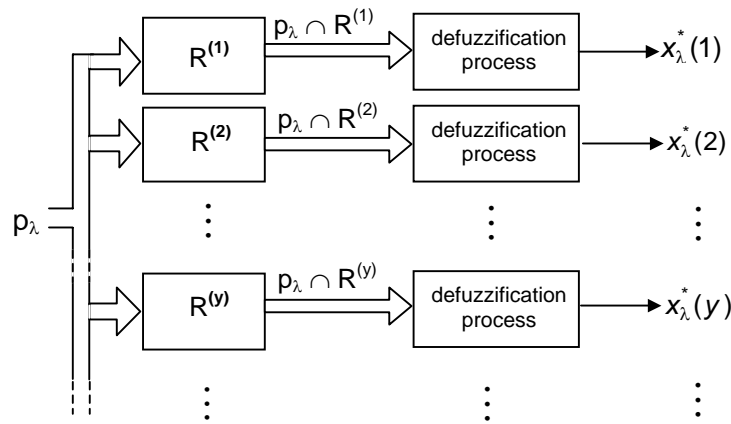 R⁽¹⁾
p_λ ∩ R⁽¹⁾
defuzzification
process
x*_λ(1)
R⁽²⁾
p_λ ∩ R⁽²⁾
defuzzification
process
x*_λ(2)
p_λ
R⁽ʸ⁾
p_λ ∩ R⁽ʸ⁾
defuzzification
process
x*_λ(y)